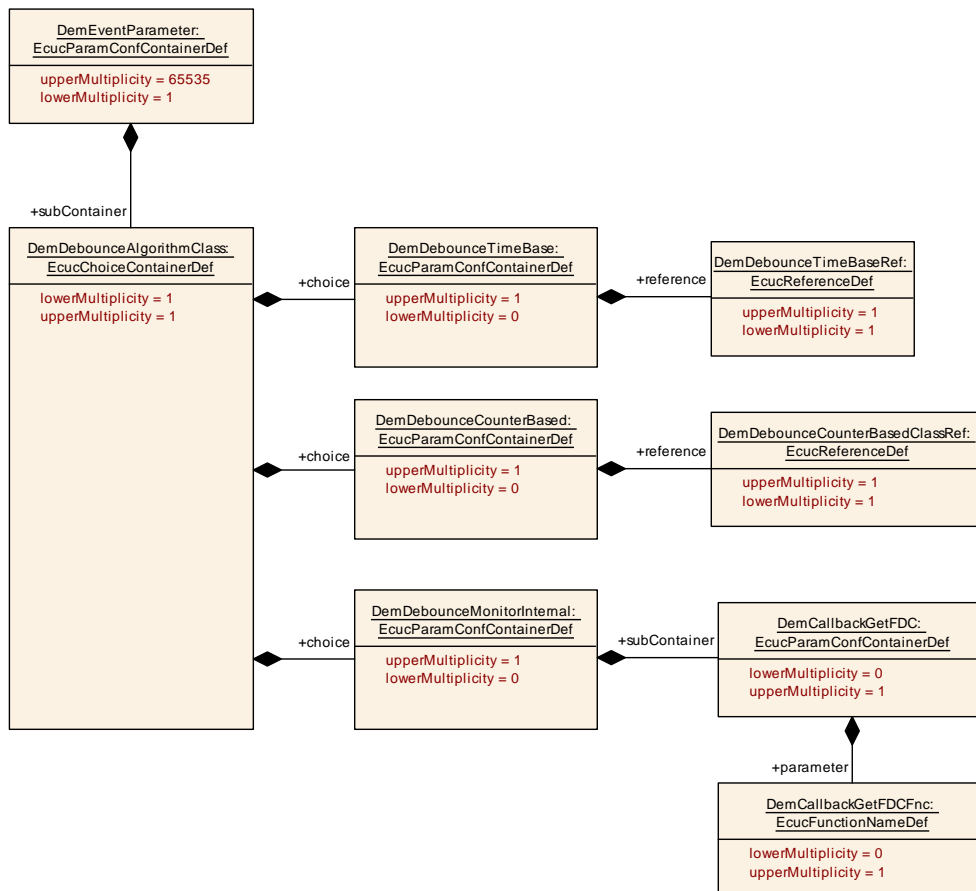 DemEventParameter:
EcucParamConfContainerDef
upperMultiplicity = 65535
lowerMultiplicity = 1
+subContainer
DemDebounceAlgorithmClass:
EcucChoiceContainerDef
lowerMultiplicity = 1
upperMultiplicity = 1
+choice
DemDebounceTimeBase:
EcucParamConfContainerDef
upperMultiplicity = 1
lowerMultiplicity = 0
+reference
DemDebounceTimeBaseRef:
EcucReferenceDef
upperMultiplicity = 1
lowerMultiplicity = 1
+choice
DemDebounceCounterBased:
EcucParamConfContainerDef
upperMultiplicity = 1
lowerMultiplicity = 0
+reference
DemDebounceCounterBasedClassRef:
EcucReferenceDef
upperMultiplicity = 1
lowerMultiplicity = 1
+choice
DemDebounceMonitorInternal:
EcucParamConfContainerDef
upperMultiplicity = 1
lowerMultiplicity = 0
+subContainer
DemCallbackGetFDC:
EcucParamConfContainerDef
lowerMultiplicity = 0
upperMultiplicity = 1
+parameter
DemCallbackGetFDCFnc:
EcucFunctionNameDef
lowerMultiplicity = 0
upperMultiplicity = 1